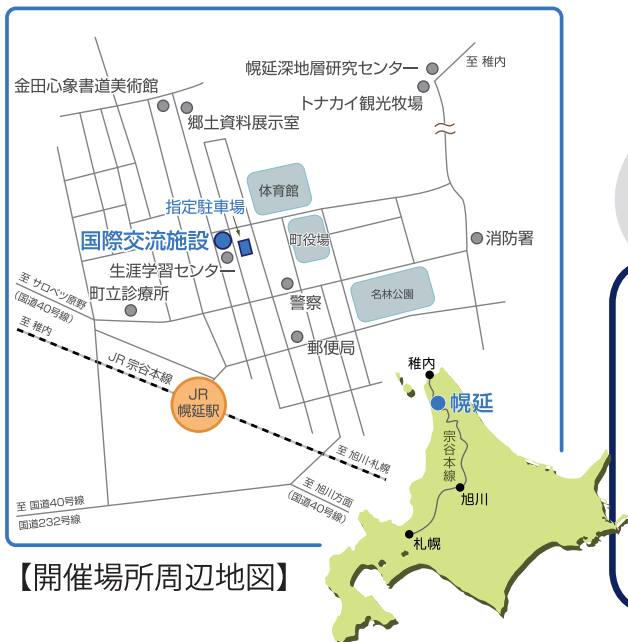 幌延深地層研究センター
至 稚内
金田心象書道美術館
トナカイ観光牧場
郷土資料展示室
体育館
指定駐車場
国際交流施設
町役場
消防署
生涯学習センター
至 サロベツ原野
(国道40号線)
町立診療所
警察
名林公園
至 稚内
郵便局
JR 宗谷本線
稚内
JR
幌延駅
幌延
宗谷本線
至 旭川・札幌
旭川
至 旭川方面
(国道40号線)
至 国道40号線
国道232号線
札幌
【開催場所周辺地図】